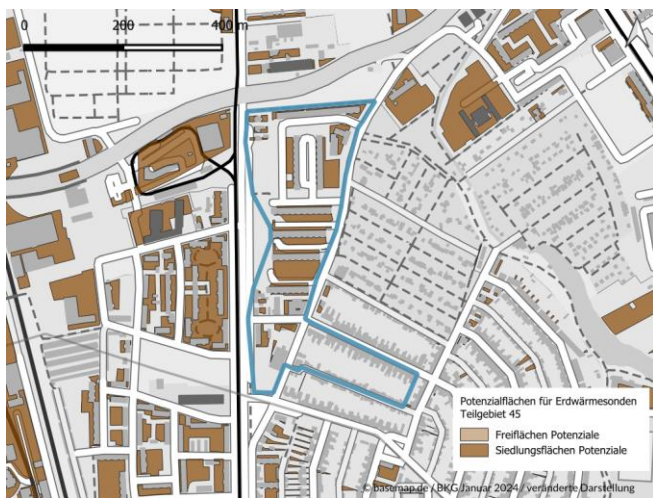 0 200 400 m
Potenzialflächen für Erdwärmesonden
Teilgebiet 45
Freiflächen Potenziale
Siedlungsflächen Potenziale
© basemap.de / BKG Januar 2024 / veränderte Darstellung